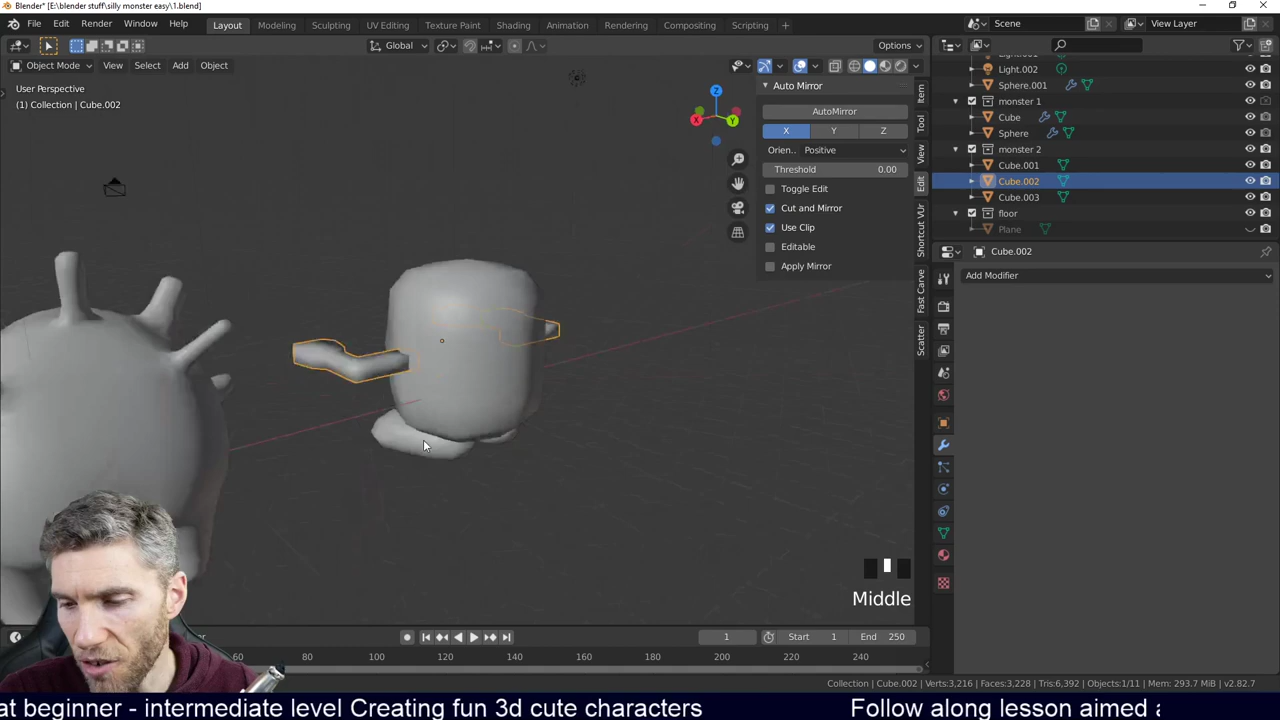 Blender* [E:\blender stuff\silly monster easy\1.blend]
File Edit Render Window Help Layout Modeling Sculpting UV Editing Texture Paint Shading Animation Rendering Compositing Scripting + Scene View Layer
Global Options
Object Mode View Select Add Object
User Perspective
(1) Collection | Cube.002
Z
X
Y
Auto Mirror
AutoMirror
X Y Z
Orien.. Positive
Threshold 0.00
Toggle Edit
Cut and Mirror
Use Clip
Editable
Apply Mirror
Item
Tool
View
Edit
Shortcut VUr
Fast Carve
Scatter
Light.002
Sphere.001
monster 1
Cube
Sphere
monster 2
Cube.001
Cube.002
Cube.003
floor
Plane
Cube.002
Add Modifier
Middle
1 Start 1 End 250
60 80 100 120 140 160 180 200 220 240
Collection | Cube.002 | Verts:3,216 | Faces:3,228 | Tris:6,392 | Objects:1/11 | Mem: 293.7 MiB | v2.82.7
at beginner - intermediate level Creating fun 3d cute characters Follow along lesson aimed